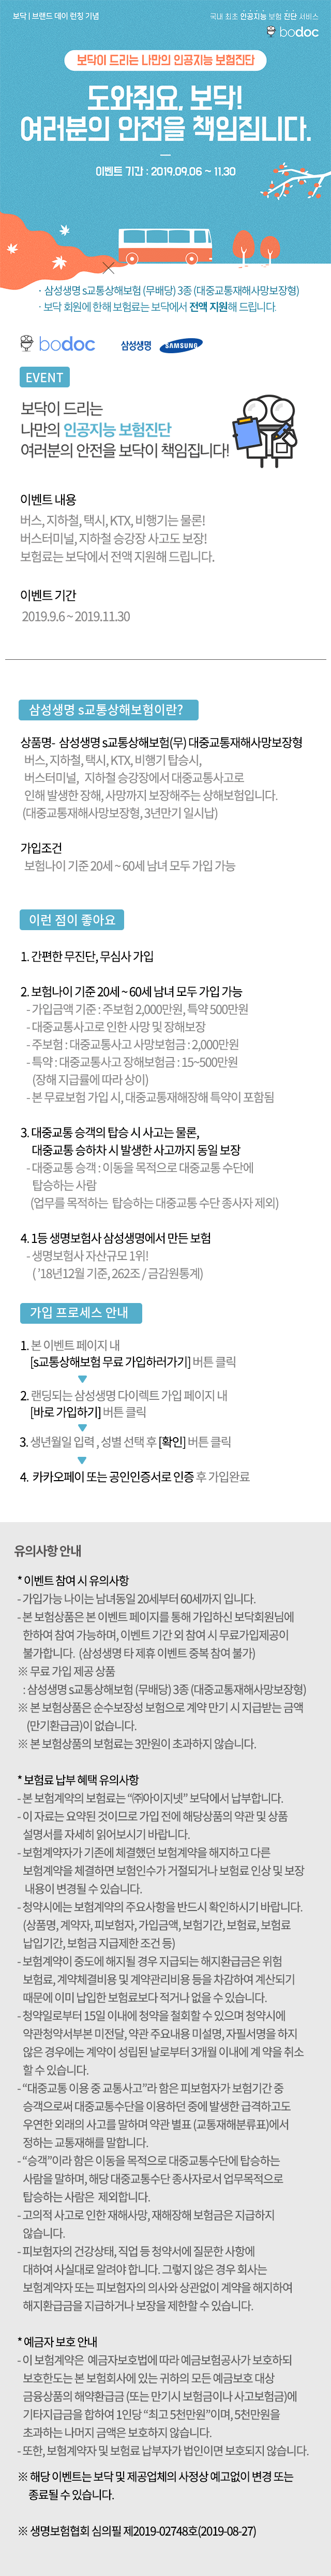 보닥 | 브랜드 데이 런칭 기념
국내 최초 인공지능 보험 진단 서비스
bodoc
보닥이 드리는 나만의 인공지능 보험진단
도와줘요, 보닥!
여러분의 안전을 책임집니다.
이벤트 기간 : 2019.09.06 ~ 11.30
· 삼성생명 s교통상해보험 (무배당) 3종 (대중교통재해사망보장형)
· 보닥 회원에 한해 보험료는 보닥에서 전액 지원해 드립니다.
bodoc 삼성생명 SAMSUNG
EVENT
보닥이 드리는
나만의 인공지능 보험진단
여러분의 안전을 보닥이 책임집니다!
이벤트 내용
버스, 지하철, 택시, KTX, 비행기는 물론!
버스터미널, 지하철 승강장 사고도 보장!
보험료는 보닥에서 전액 지원해 드립니다.
이벤트 기간
2019.9.6 ~ 2019.11.30
삼성생명 s교통상해보험이란?
상품명- 삼성생명 s교통상해보험(무) 대중교통재해사망보장형
버스, 지하철, 택시, KTX, 비행기 탑승시,
버스터미널, 지하철 승강장에서 대중교통사고로
인해 발생한 장해, 사망까지 보장해주는 상해보험입니다.
(대중교통재해사망보장형, 3년만기 일시납)
가입조건
보험나이 기준 20세 ~ 60세 남녀 모두 가입 가능
이런 점이 좋아요
1. 간편한 무진단, 무심사 가입
2. 보험나이 기준 20세 ~ 60세 남녀 모두 가입 가능
- 가입금액 기준 : 주보험 2,000만원, 특약 500만원
- 대중교통사고로 인한 사망 및 장해보장
- 주보험 : 대중교통사고 사망보험금 : 2,000만원
- 특약 : 대중교통사고 장해보험금 : 15~500만원
(장해 지급률에 따라 상이)
- 본 무료보험 가입 시, 대중교통재해장해 특약이 포함됨
3. 대중교통 승객의 탑승 시 사고는 물론,
대중교통 승하차 시 발생한 사고까지 동일 보장
- 대중교통 승객 : 이동을 목적으로 대중교통 수단에
탑승하는 사람
(업무를 목적하는 탑승하는 대중교통 수단 종사자 제외)
4. 1등 생명보험사 삼성생명에서 만든 보험
- 생명보험사 자산규모 1위!
( '18년12월 기준, 262조 / 금감원통계)
가입 프로세스 안내
1. 본 이벤트 페이지 내
[s교통상해보험 무료 가입하러가기] 버튼 클릭
2. 랜딩되는 삼성생명 다이렉트 가입 페이지 내
[바로 가입하기] 버튼 클릭
3. 생년월일 입력 , 성별 선택 후 [확인] 버튼 클릭
4. 카카오페이 또는 공인인증서로 인증 후 가입완료
유의사항 안내
* 이벤트 참여 시 유의사항
- 가입가능 나이는 남녀동일 20세부터 60세까지 입니다.
- 본 보험상품은 본 이벤트 페이지를 통해 가입하신 보닥회원님에
한하여 참여 가능하며, 이벤트 기간 외 참여 시 무료가입제공이
불가합니다. (삼성생명 타 제휴 이벤트 중복 참여 불가)
※ 무료 가입 제공 상품
: 삼성생명 s교통상해보험 (무배당) 3종 (대중교통재해사망보장형)
※ 본 보험상품은 순수보장성 보험으로 계약 만기 시 지급받는 금액
(만기환급금)이 없습니다.
※ 본 보험상품의 보험료는 3만원이 초과하지 않습니다.
* 보험료 납부 혜택 유의사항
- 본 보험계약의 보험료는 “㈜아이지넷” 보닥에서 납부합니다.
- 이 자료는 요약된 것이므로 가입 전에 해당상품의 약관 및 상품
설명서를 자세히 읽어보시기 바랍니다.
- 보험계약자가 기존에 체결했던 보험계약을 해지하고 다른
보험계약을 체결하면 보험인수가 거절되거나 보험료 인상 및 보장
내용이 변경될 수 있습니다.
- 청약시에는 보험계약의 주요사항을 반드시 확인하시기 바랍니다.
(상품명, 계약자, 피보험자, 가입금액, 보험기간, 보험료, 보험료
납입기간, 보험금 지급제한 조건 등)
- 보험계약이 중도에 해지될 경우 지급되는 해지환급금은 위험
보험료, 계약체결비용 및 계약관리비용 등을 차감하여 계산되기
때문에 이미 납입한 보험료보다 적거나 없을 수 있습니다.
- 청약일로부터 15일 이내에 청약을 철회할 수 있으며 청약시에
약관청약서부본 미전달, 약관 주요내용 미설명, 자필서명을 하지
않은 경우에는 계약이 성립된 날로부터 3개월 이내에 계 약을 취소
할 수 있습니다.
- “대중교통 이용 중 교통사고”라 함은 피보험자가 보험기간 중
승객으로써 대중교통수단을 이용하던 중에 발생한 급격하고도
우연한 외래의 사고를 말하며 약관 별표 (교통재해분류표)에서
정하는 교통재해를 말합니다.
- “승객”이라 함은 이동을 목적으로 대중교통수단에 탑승하는
사람을 말하며, 해당 대중교통수단 종사자로서 업무목적으로
탑승하는 사람은 제외합니다.
- 고의적 사고로 인한 재해사망, 재해장해 보험금은 지급하지
않습니다.
- 피보험자의 건강상태, 직업 등 청약서에 질문한 사항에
대하여 사실대로 알려야 합니다. 그렇지 않은 경우 회사는
보험계약자 또는 피보험자의 의사와 상관없이 계약을 해지하여
해지환급금을 지급하거나 보장을 제한할 수 있습니다.
* 예금자 보호 안내
- 이 보험계약은 예금자보호법에 따라 예금보험공사가 보호하되
보호한도는 본 보험회사에 있는 귀하의 모든 예금보호 대상
금융상품의 해약환급금 (또는 만기시 보험금이나 사고보험금)에
기타지급금을 합하여 1인당 “최고 5천만원”이며, 5천만원을
초과하는 나머지 금액은 보호하지 않습니다.
- 또한, 보험계약자 및 보험료 납부자가 법인이면 보호되지 않습니다.
※ 해당 이벤트는 보닥 및 제공업체의 사정상 예고없이 변경 또는
종료될 수 있습니다.
※ 생명보험협회 심의필 제2019-02748호(2019-08-27)